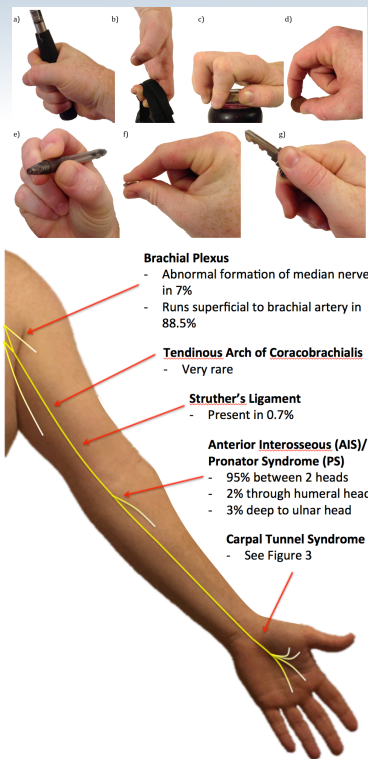 a)
b)
c)
d)
e)
f)
g)
Brachial Plexus
- Abnormal formation of median nerve
in 7%
- Runs superficial to brachial artery in
88.5%
Tendinous Arch of Coracobrachialis
- Very rare
Struther’s Ligament
- Present in 0.7%
Anterior Interosseous (AIS)/
Pronator Syndrome (PS)
- 95% between 2 heads
- 2% through humeral head
- 3% deep to ulnar head
Carpal Tunnel Syndrome
- See Figure 3